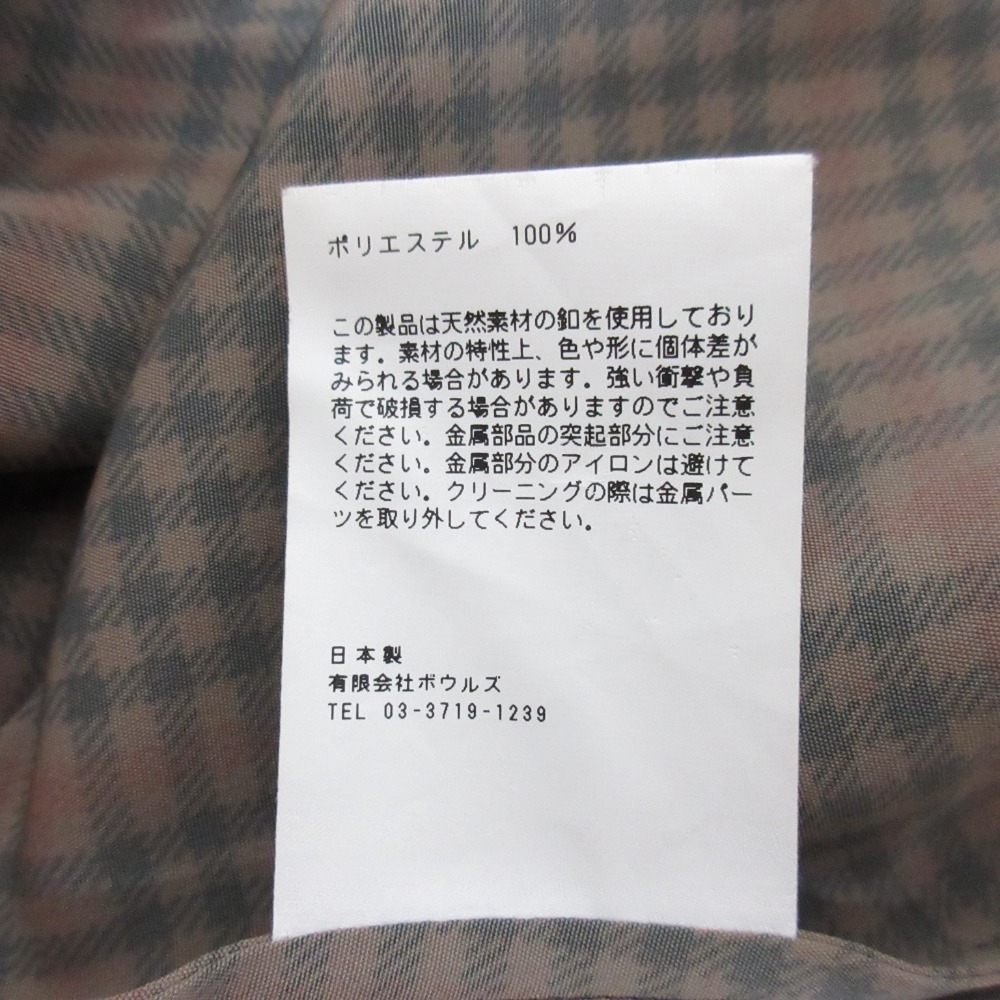 ポリエステル 100%
この製品は天然素材の釦を使用しており
ます。素材の特性上、色や形に個体差が
みられる場合があります。強い衝撃や負
荷で破損する場合がありますのでご注意
ください。金属部品の突起部分にご注意
ください。金属部分のアイロンは避けて
ください。クリーニングの際は金属パー
ツを取り外してください。
日本製
有限会社ボウルズ
TEL 03-3719-1239